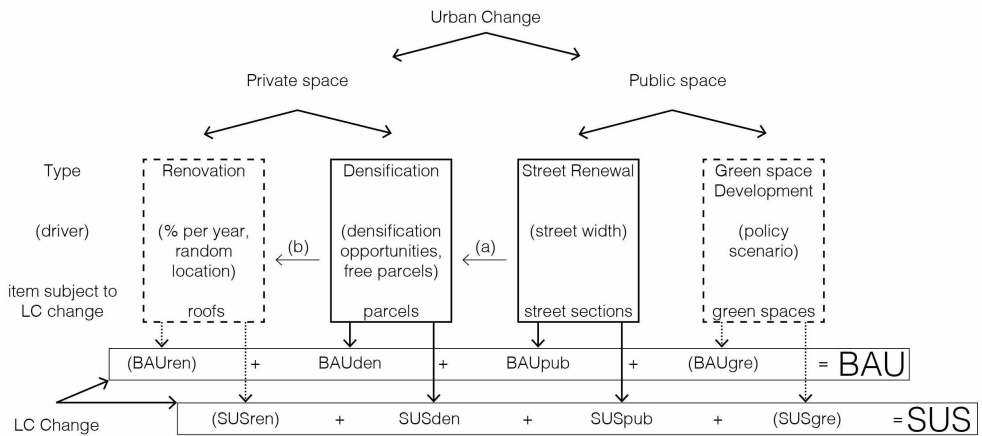 Urban Change
Private space
Public space
Type
Renovation
Densification
Street Renewal
Green space
Development
(driver)
(% per year,
random
location)
(b)
(densification
opportunities,
free parcels)
(a)
(street width)
(policy
scenario)
item subject to
LC change
roofs
parcels
street sections
green spaces
(BAUren) + BAUden + BAUpub + (BAUgre) = BAU
LC Change
(SUSren) + SUSden + SUSpub + (SUSgre) =SUS